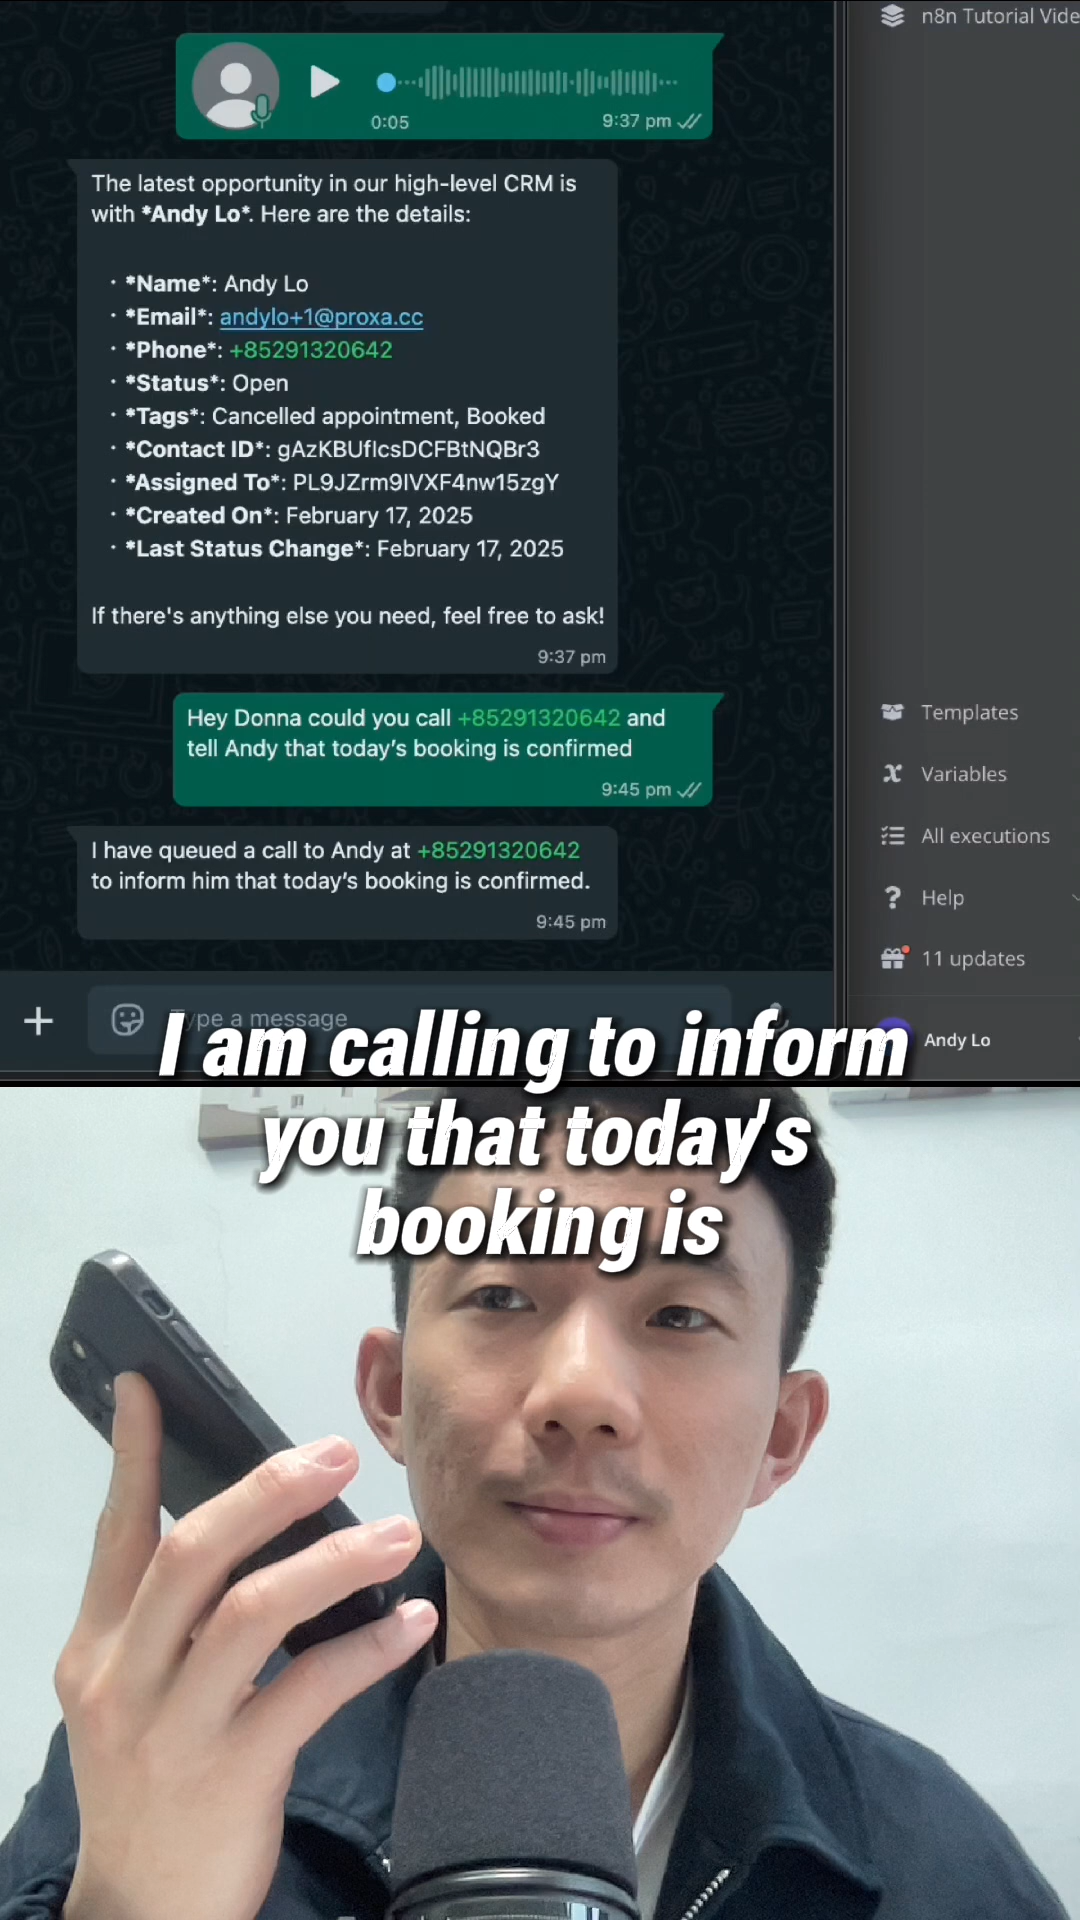 n8n Tutorial Vide
0:05
9:37 pm
The latest opportunity in our high-level CRM is
with *Andy Lo*. Here are the details:
· *Name*: Andy Lo
· *Email*: andylo+1@proxa.cc
· *Phone*: +85291320642
· *Status*: Open
· *Tags*: Cancelled appointment, Booked
· *Contact ID*: gAzKBUflcsDCFBtNQBr3
· *Assigned To*: PL9JZrm9IVXF4nw15zgY
· *Created On*: February 17, 2025
· *Last Status Change*: February 17, 2025
If there's anything else you need, feel free to ask!
9:37 pm
Hey Donna could you call +85291320642 and
tell Andy that today's booking is confirmed
9:45 pm
I have queued a call to Andy at +85291320642
to inform him that today's booking is confirmed.
9:45 pm
Type a message
Templates
Variables
All executions
Help
11 updates
Andy Lo
I am calling to inform
you that today's
booking is